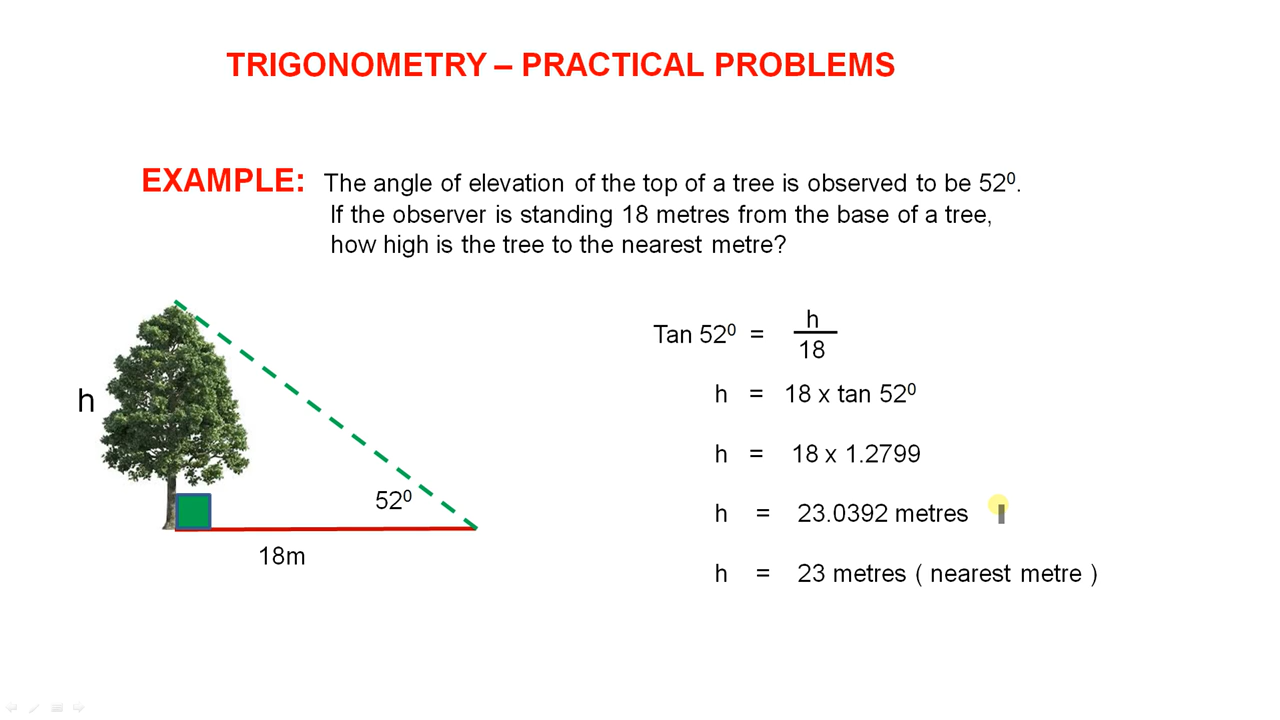 TRIGONOMETRY – PRACTICAL PROBLEMS
EXAMPLE: The angle of elevation of the top of a tree is observed to be 52⁰.
If the observer is standing 18 metres from the base of a tree,
how high is the tree to the nearest metre?
h
52⁰
18m
Tan 52⁰ = h
18
h = 18 x tan 52⁰
h = 18 x 1.2799
h = 23.0392 metres
h = 23 metres ( nearest metre )